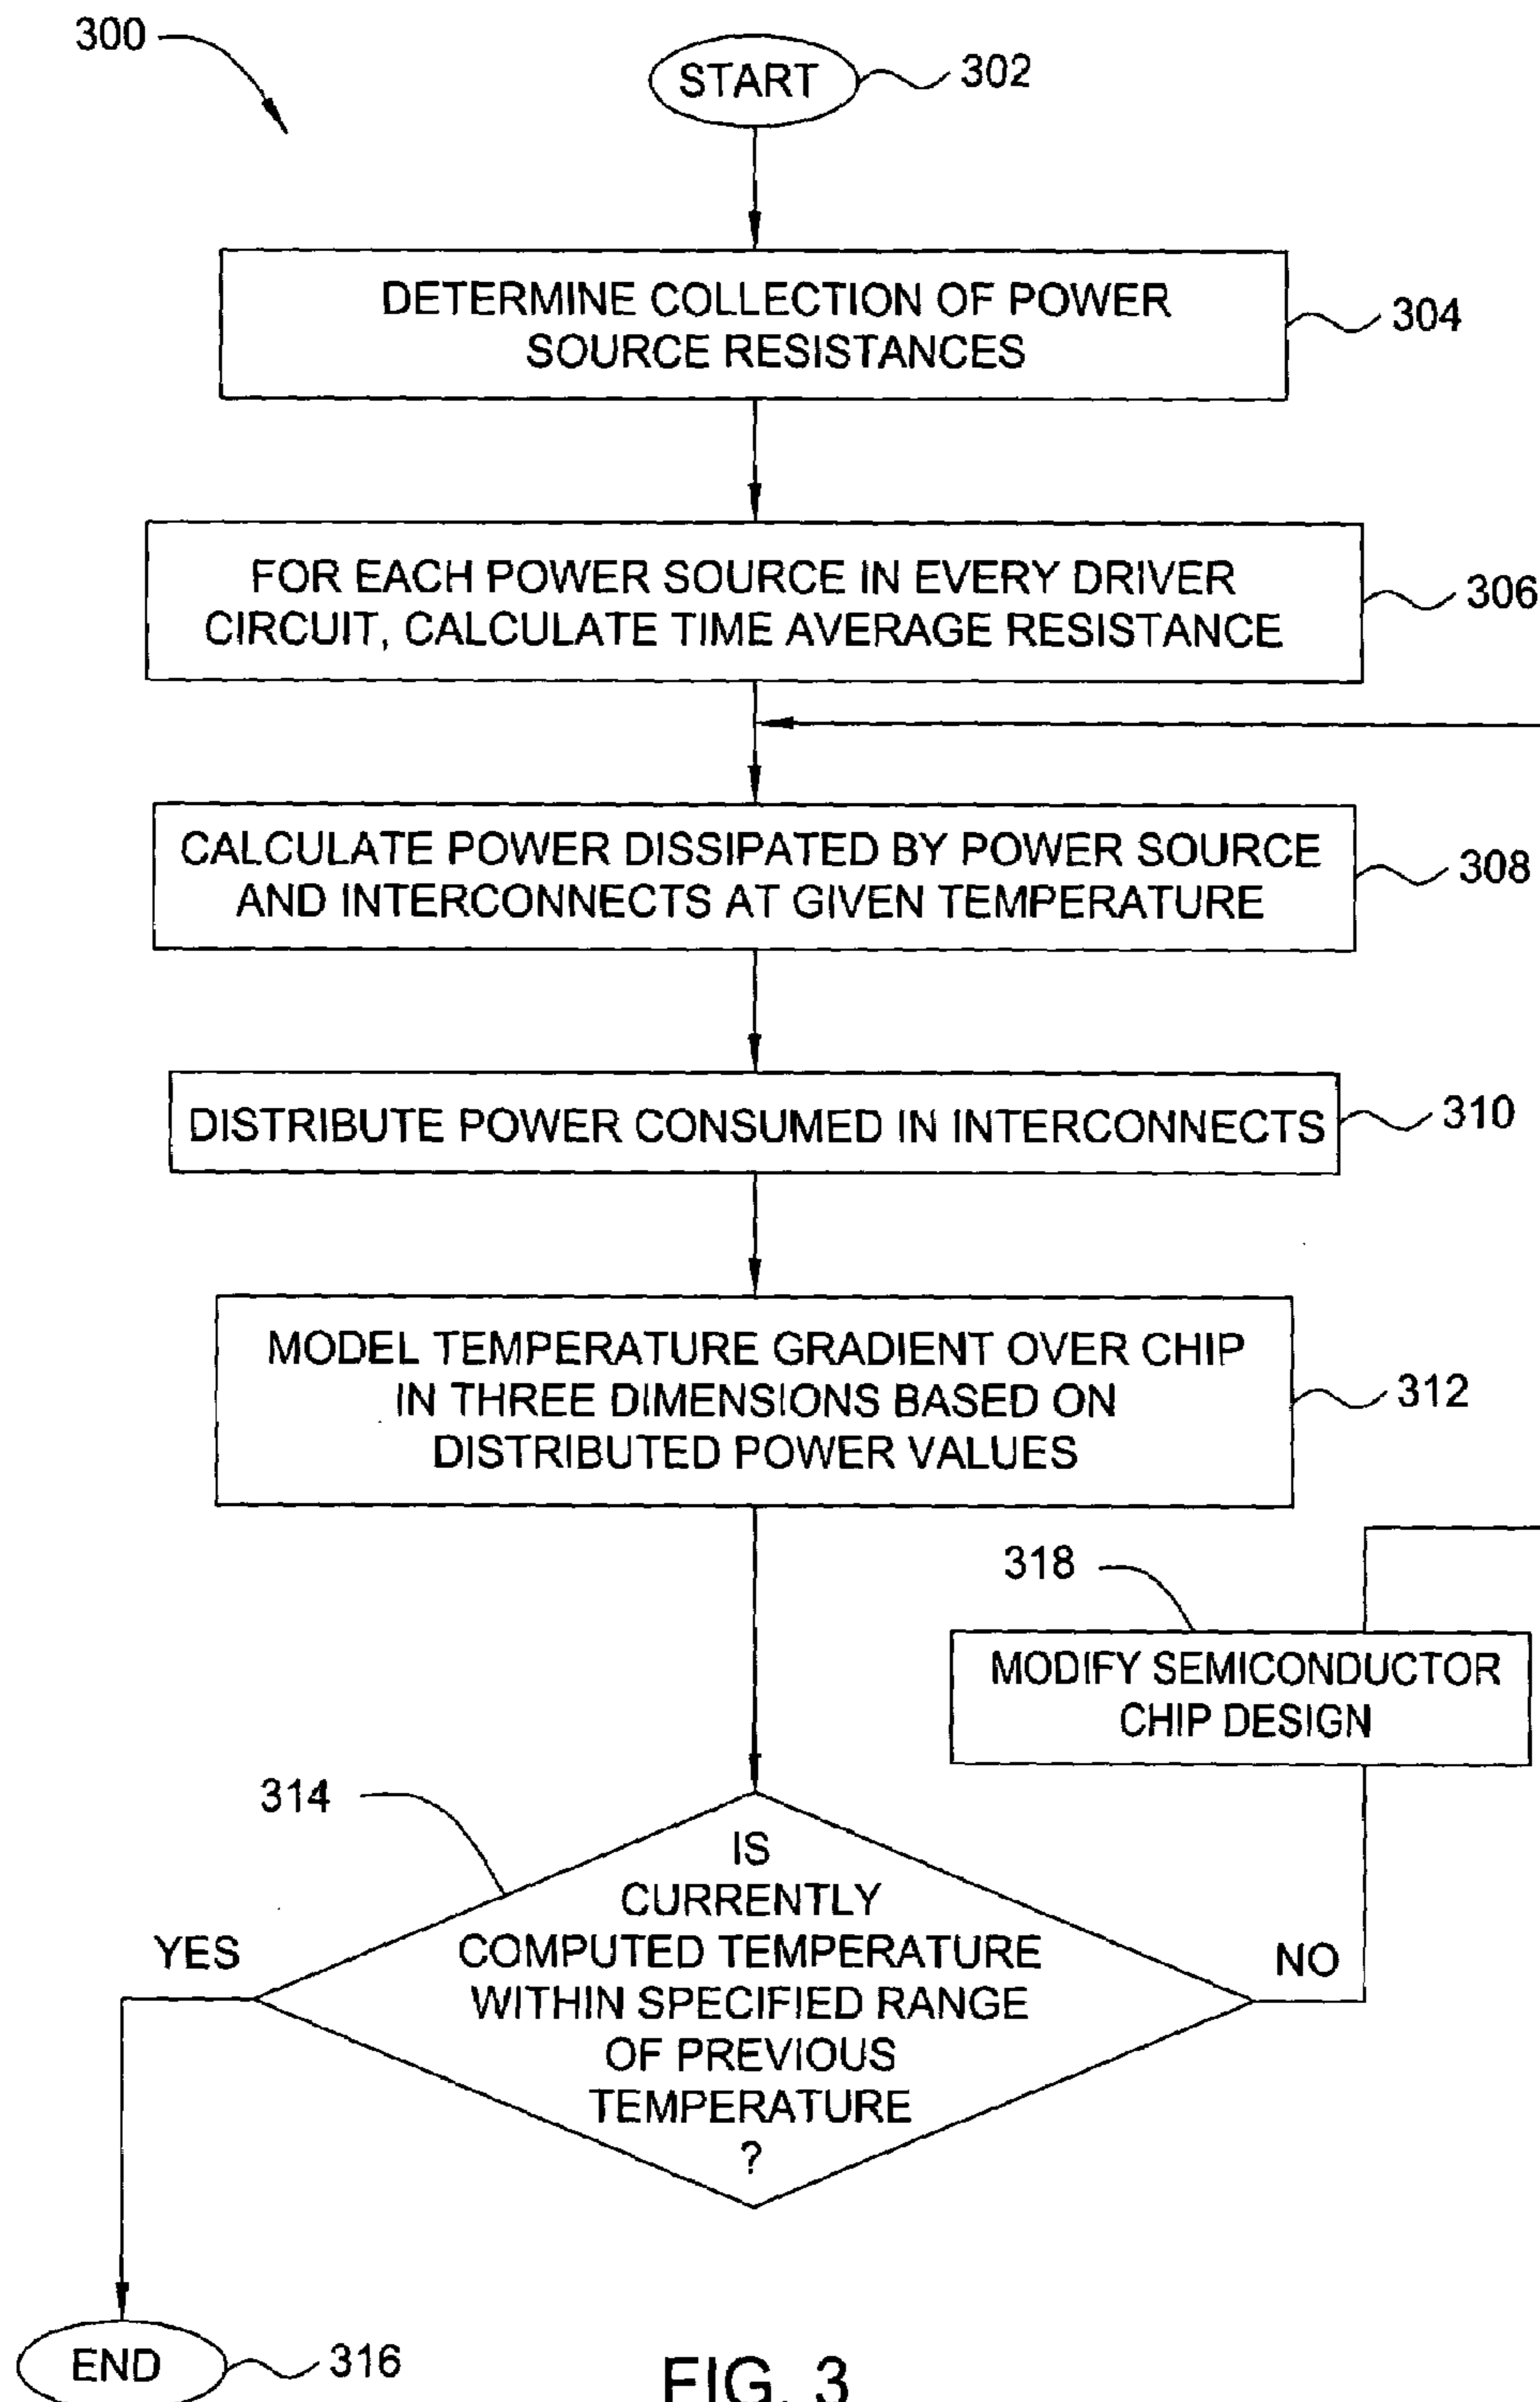 300
START
302
DETERMINE COLLECTION OF POWER
SOURCE RESISTANCES
304
FOR EACH POWER SOURCE IN EVERY DRIVER
CIRCUIT, CALCULATE TIME AVERAGE RESISTANCE
306
CALCULATE POWER DISSIPATED BY POWER SOURCE
AND INTERCONNECTS AT GIVEN TEMPERATURE
308
DISTRIBUTE POWER CONSUMED IN INTERCONNECTS
310
MODEL TEMPERATURE GRADIENT OVER CHIP
IN THREE DIMENSIONS BASED ON
DISTRIBUTED POWER VALUES
312
318
MODIFY SEMICONDUCTOR
CHIP DESIGN
314
IS
CURRENTLY
COMPUTED TEMPERATURE
WITHIN SPECIFIED RANGE
OF PREVIOUS
TEMPERATURE
?
YES
NO
END
316
FIG. 3